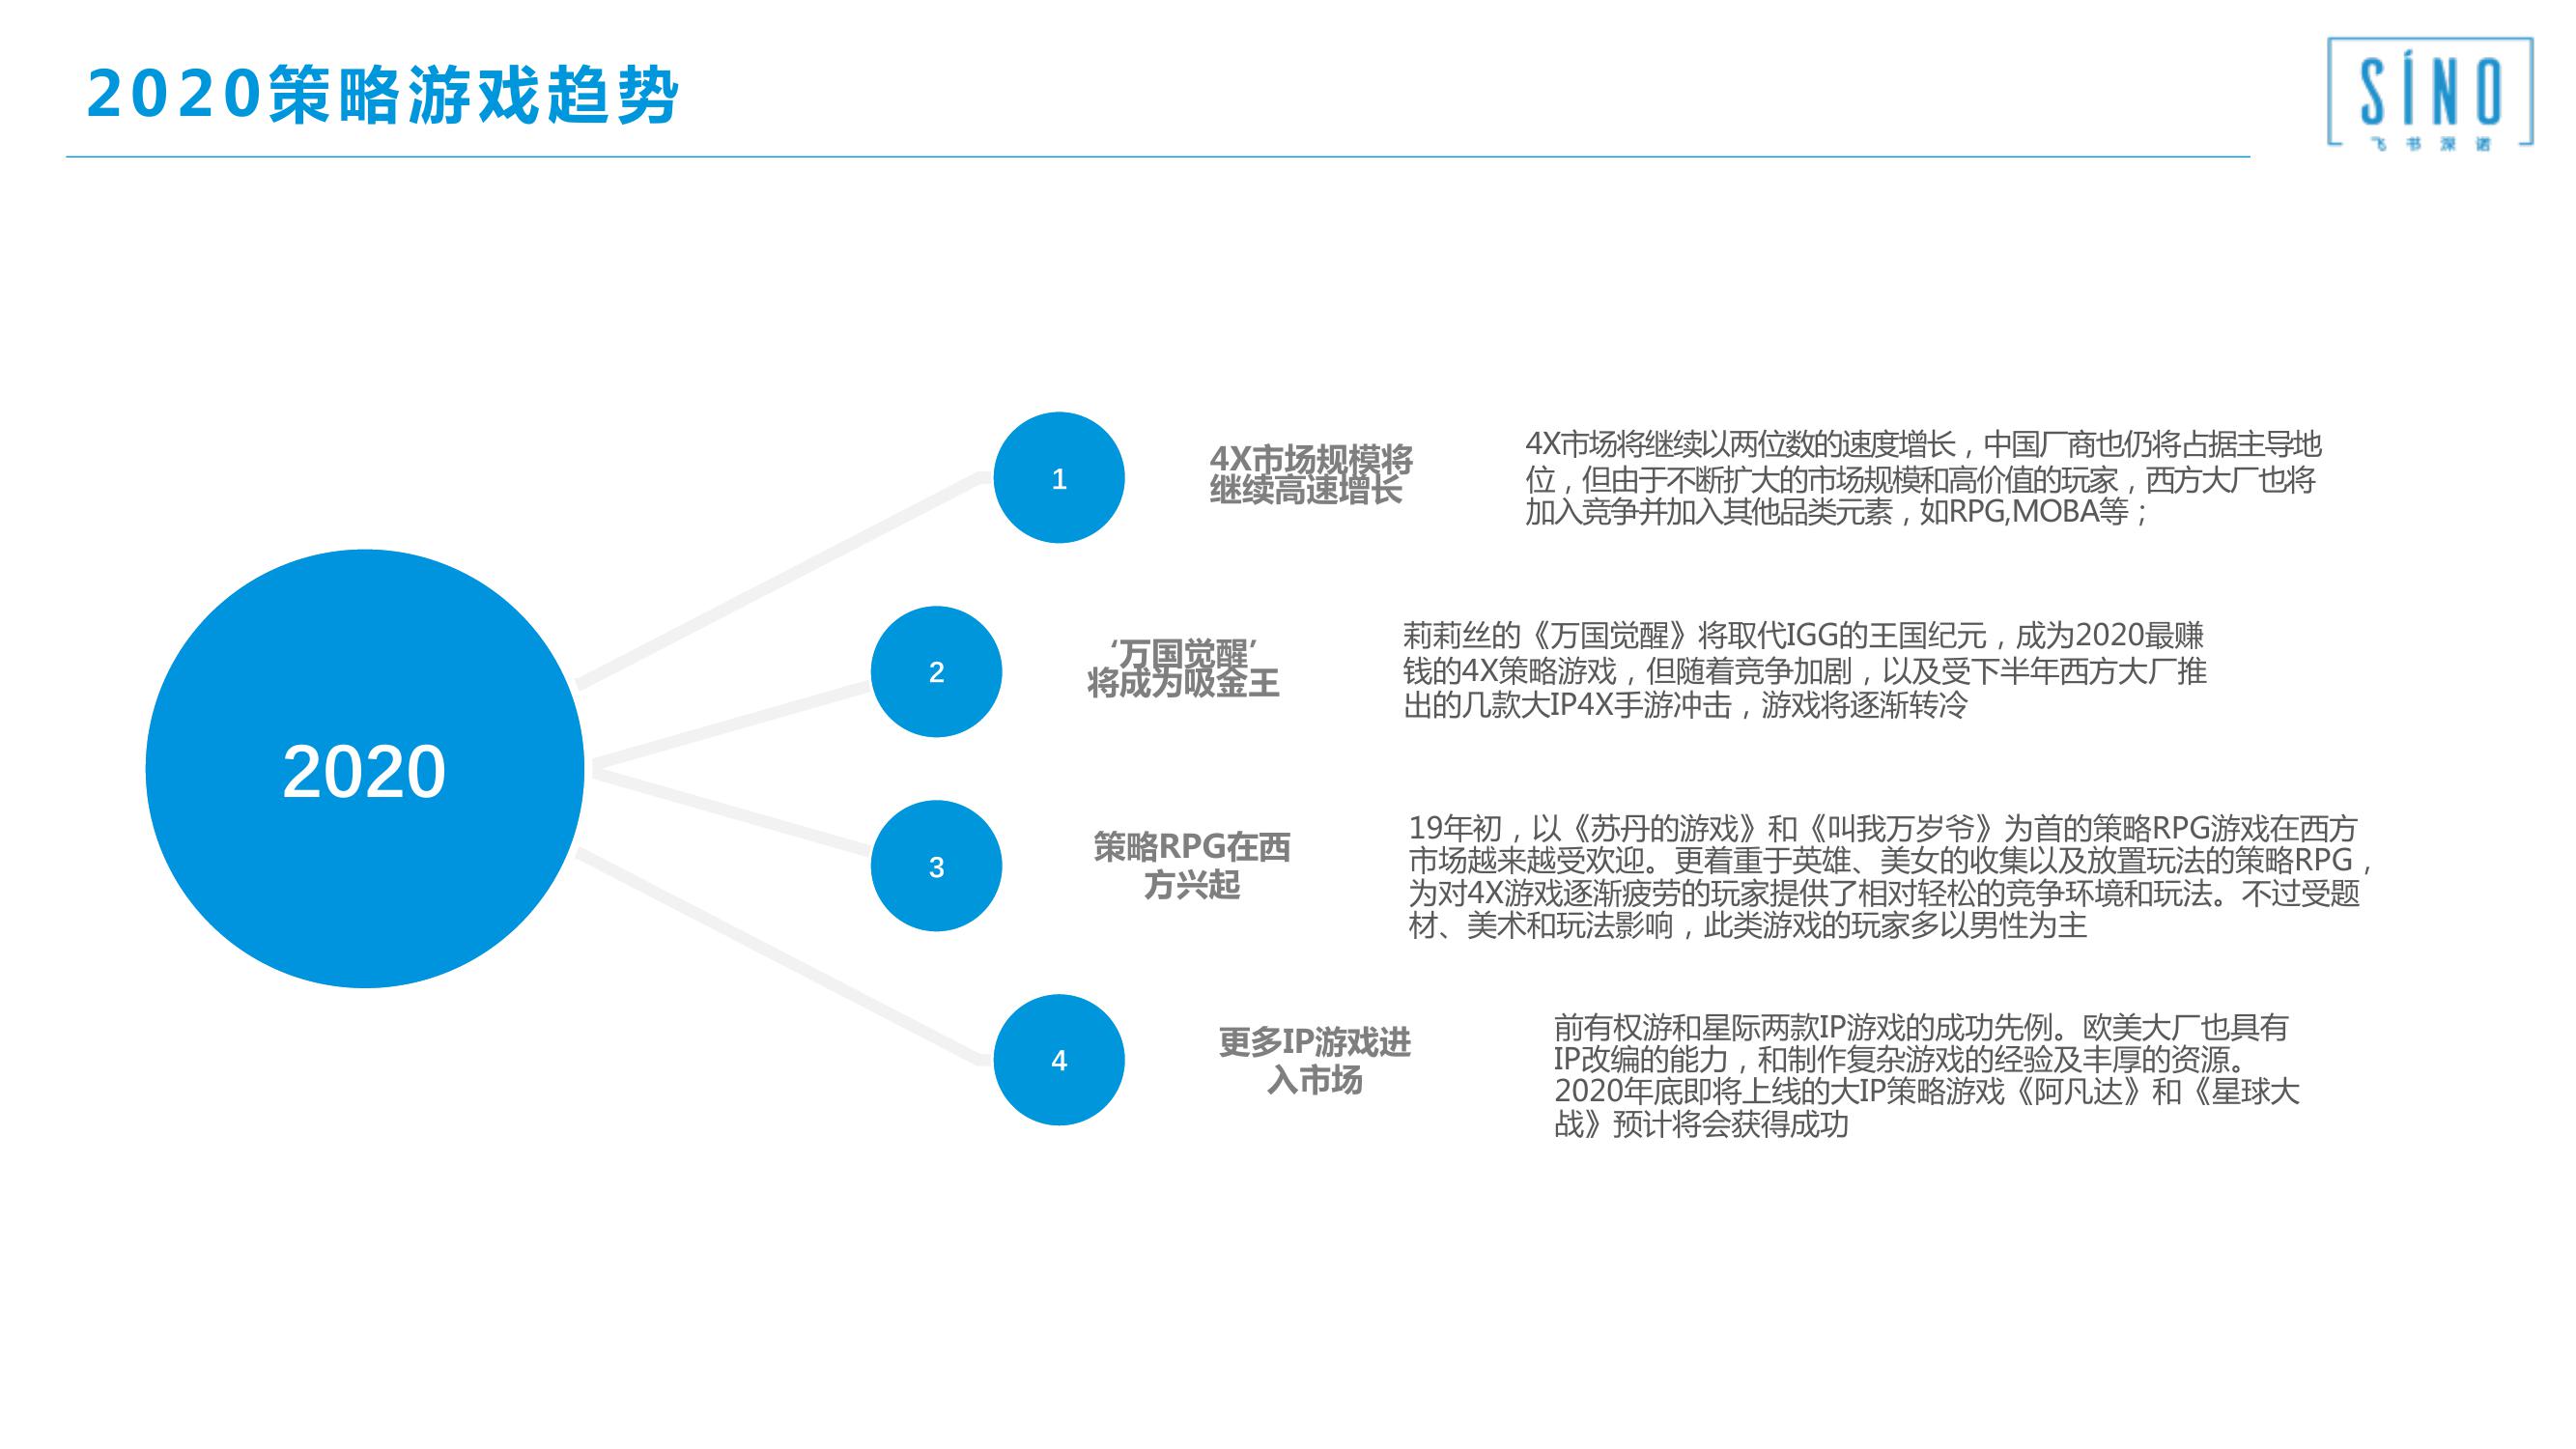 2020策略游戏趋势
SÍNO
飞书深诺
2020
1
4X市场规模将
继续高速增长
4X市场将继续以两位数的速度增长，中国厂商也仍将占据主导地
位，但由于不断扩大的市场规模和高价值的玩家，西方大厂也将
加入竞争并加入其他品类元素，如RPG,MOBA等；
2
‘万国觉醒’
将成为吸金王
莉莉丝的《万国觉醒》将取代IGG的王国纪元，成为2020最赚
钱的4X策略游戏，但随着竞争加剧，以及受下半年西方大厂推
出的几款大IP4X手游冲击，游戏将逐渐转冷
3
策略RPG在西
方兴起
19年初，以《苏丹的游戏》和《叫我万岁爷》为首的策略RPG游戏在西方
市场越来越受欢迎。更着重于英雄、美女的收集以及放置玩法的策略RPG，
为对4X游戏逐渐疲劳的玩家提供了相对轻松的竞争环境和玩法。不过受题
材、美术和玩法影响，此类游戏的玩家多以男性为主
4
更多IP游戏进
入市场
前有权游和星际两款IP游戏的成功先例。欧美大厂也具有
IP改编的能力，和制作复杂游戏的经验及丰厚的资源。
2020年底即将上线的大IP策略游戏《阿凡达》和《星球大
战》预计将会获得成功